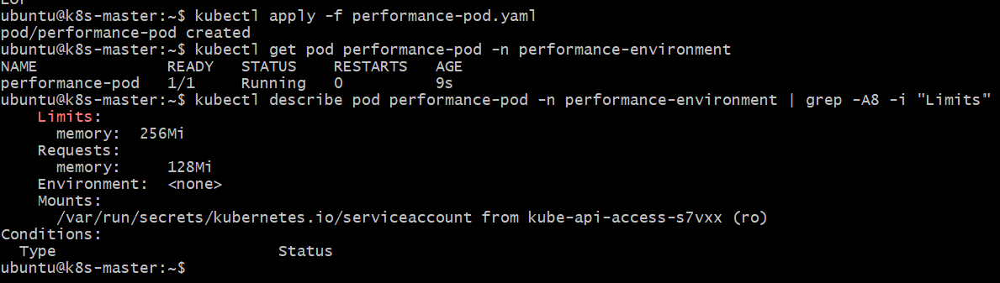 ubuntu@k8s-master:~$ kubectl apply -f performance-pod.yaml
pod/performance-pod created
ubuntu@k8s-master:~$ kubectl get pod performance-pod -n performance-environment
NAME              READY   STATUS    RESTARTS   AGE
performance-pod   1/1     Running   0          9s
ubuntu@k8s-master:~$ kubectl describe pod performance-pod -n performance-environment | grep -A8 -i "Limits"
    Limits:
      memory:  256Mi
    Requests:
      memory:     128Mi
    Environment:  <none>
    Mounts:
      /var/run/secrets/kubernetes.io/serviceaccount from kube-api-access-s7vxx (ro)
Conditions:
  Type                        Status
ubuntu@k8s-master:~$